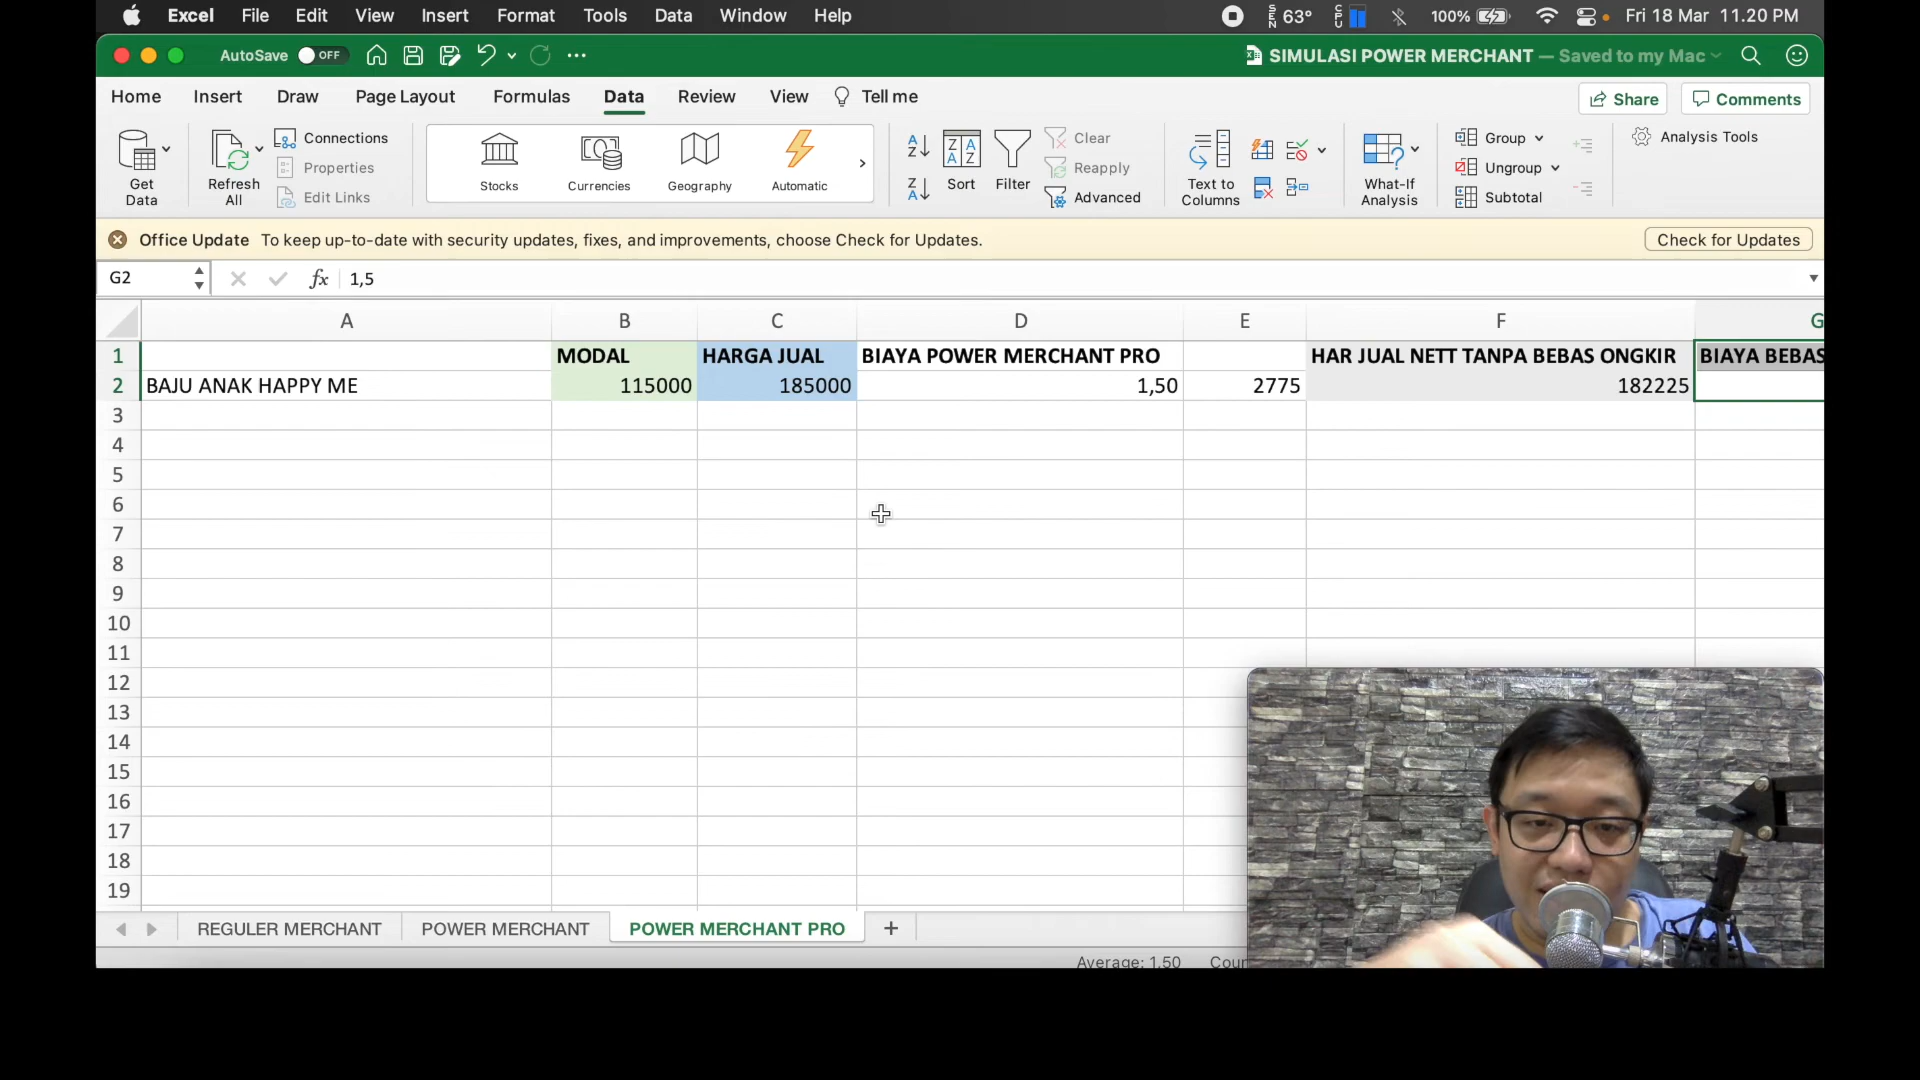 Excel File Edit View Insert Format Tools Data Window Help
SEN 63° CPU 100% Fri 18 Mar 11.20 PM
AutoSave OFF
SIMULASI POWER MERCHANT — Saved to my Mac
Home Insert Draw Page Layout Formulas Data Review View Tell me
Share Comments
Get Data
Refresh All
Connections
Properties
Edit Links
Stocks Currencies Geography Automatic
Sort
Filter
Clear
Reapply
Advanced
Text to Columns
What-If Analysis
Group
Ungroup
Subtotal
Analysis Tools
Office Update To keep up-to-date with security updates, fixes, and improvements, choose Check for Updates.
Check for Updates
G2 fx 1,5
A B C D E F G
1 MODAL HARGA JUAL BIAYA POWER MERCHANT PRO HAR JUAL NETT TANPA BEBAS ONGKIR BIAYA BEBAS
2 BAJU ANAK HAPPY ME 115000 185000 1,50 2775 182225
3
4
5
6
7
8
9
10
11
12
13
14
15
16
17
18
19
REGULER MERCHANT POWER MERCHANT POWER MERCHANT PRO
Average: 1,50 Coun